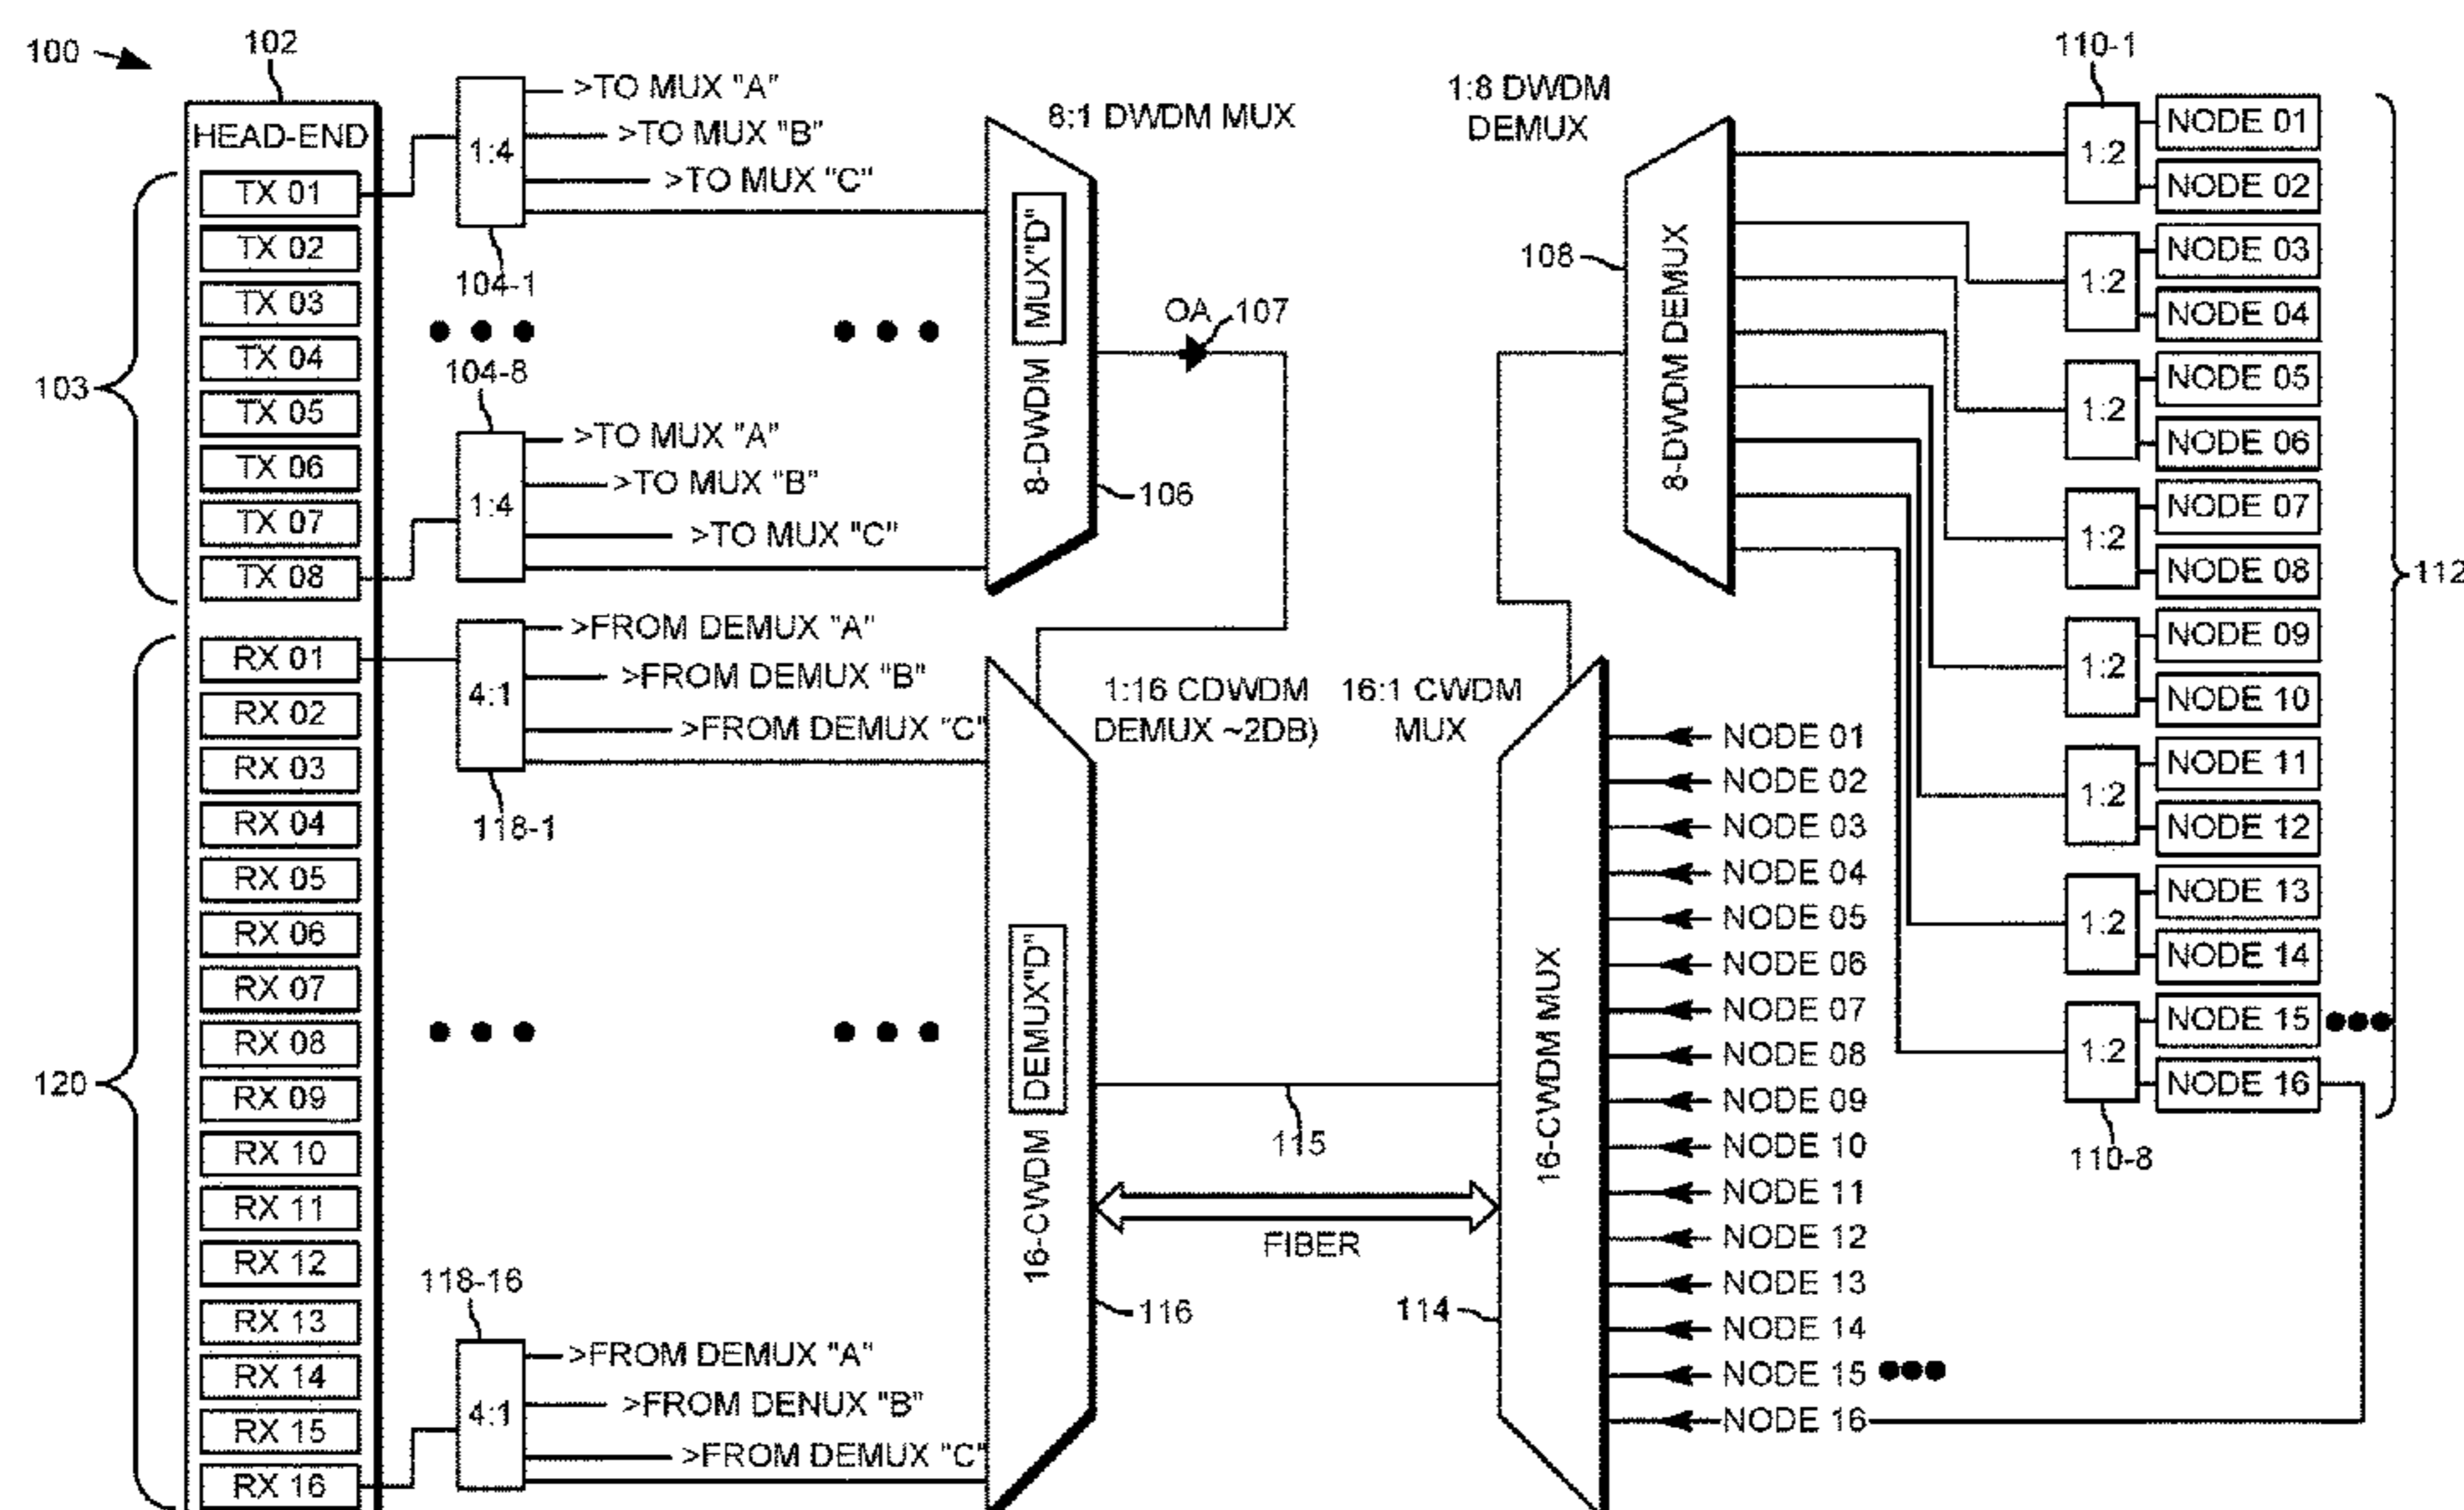 100
102
HEAD-END
TX 01
TX 02
TX 03
TX 04
TX 05
TX 06
TX 07
TX 08
103
RX 01
RX 02
RX 03
RX 04
RX 05
RX 06
RX 07
RX 08
RX 09
RX 10
RX 11
RX 12
RX 13
RX 14
RX 15
RX 16
120
1:4
>TO MUX "A"
>TO MUX "B"
>TO MUX "C"
104-1
104-8
1:4
>TO MUX "A"
>TO MUX "B"
>TO MUX "C"
4:1
>FROM DEMUX "A"
>FROM DEMUX "B"
>FROM DEMUX "C"
118-1
118-16
4:1
>FROM DEMUX "A"
>FROM DENUX "B"
>FROM DEMUX "C"
8:1 DWDM MUX
8-DWDM MUX"D"
106
OA
107
1:16 CDWDM
DEMUX ~2DB)
16-CWDM DEMUX"D"
116
115
FIBER
16:1 CWDM
MUX
16-CWDM MUX
114
NODE 01
NODE 02
NODE 03
NODE 04
NODE 05
NODE 06
NODE 07
NODE 08
NODE 09
NODE 10
NODE 11
NODE 12
NODE 13
NODE 14
NODE 15
NODE 16
1:8 DWDM
DEMUX
108
8-DWDM DEMUX
110-1
1:2
NODE 01
NODE 02
1:2
NODE 03
NODE 04
1:2
NODE 05
NODE 06
1:2
NODE 07
NODE 08
1:2
NODE 09
NODE 10
1:2
NODE 11
NODE 12
1:2
NODE 13
NODE 14
1:2
NODE 15
NODE 16
110-8
112